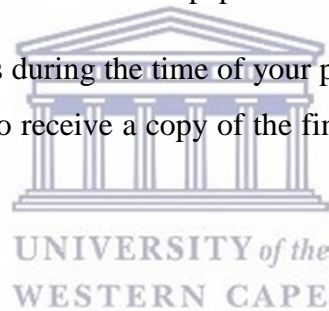 s during the time of your p
o receive a copy of the fin
UNIVERSITY of the
WESTERN CAPE